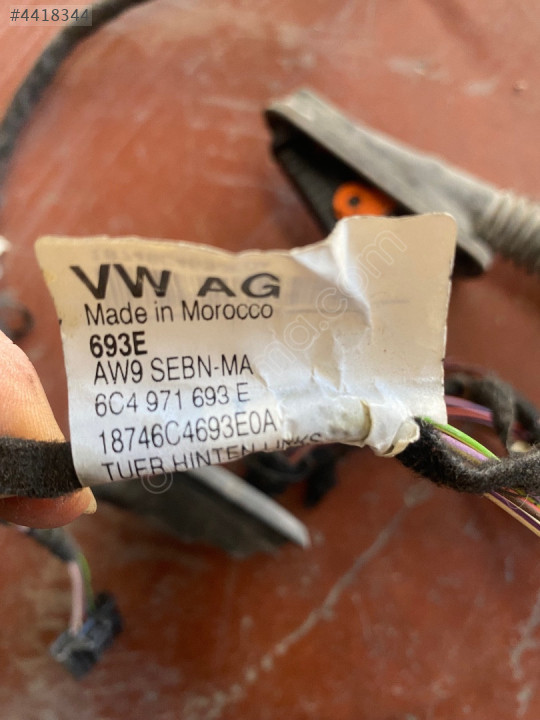 #4418344
VW AG
Made in Morocco
693E
AW9 SEBN-MA
6C4 971 693 E
18746C4693E0A
TUER HINTEN LINKS